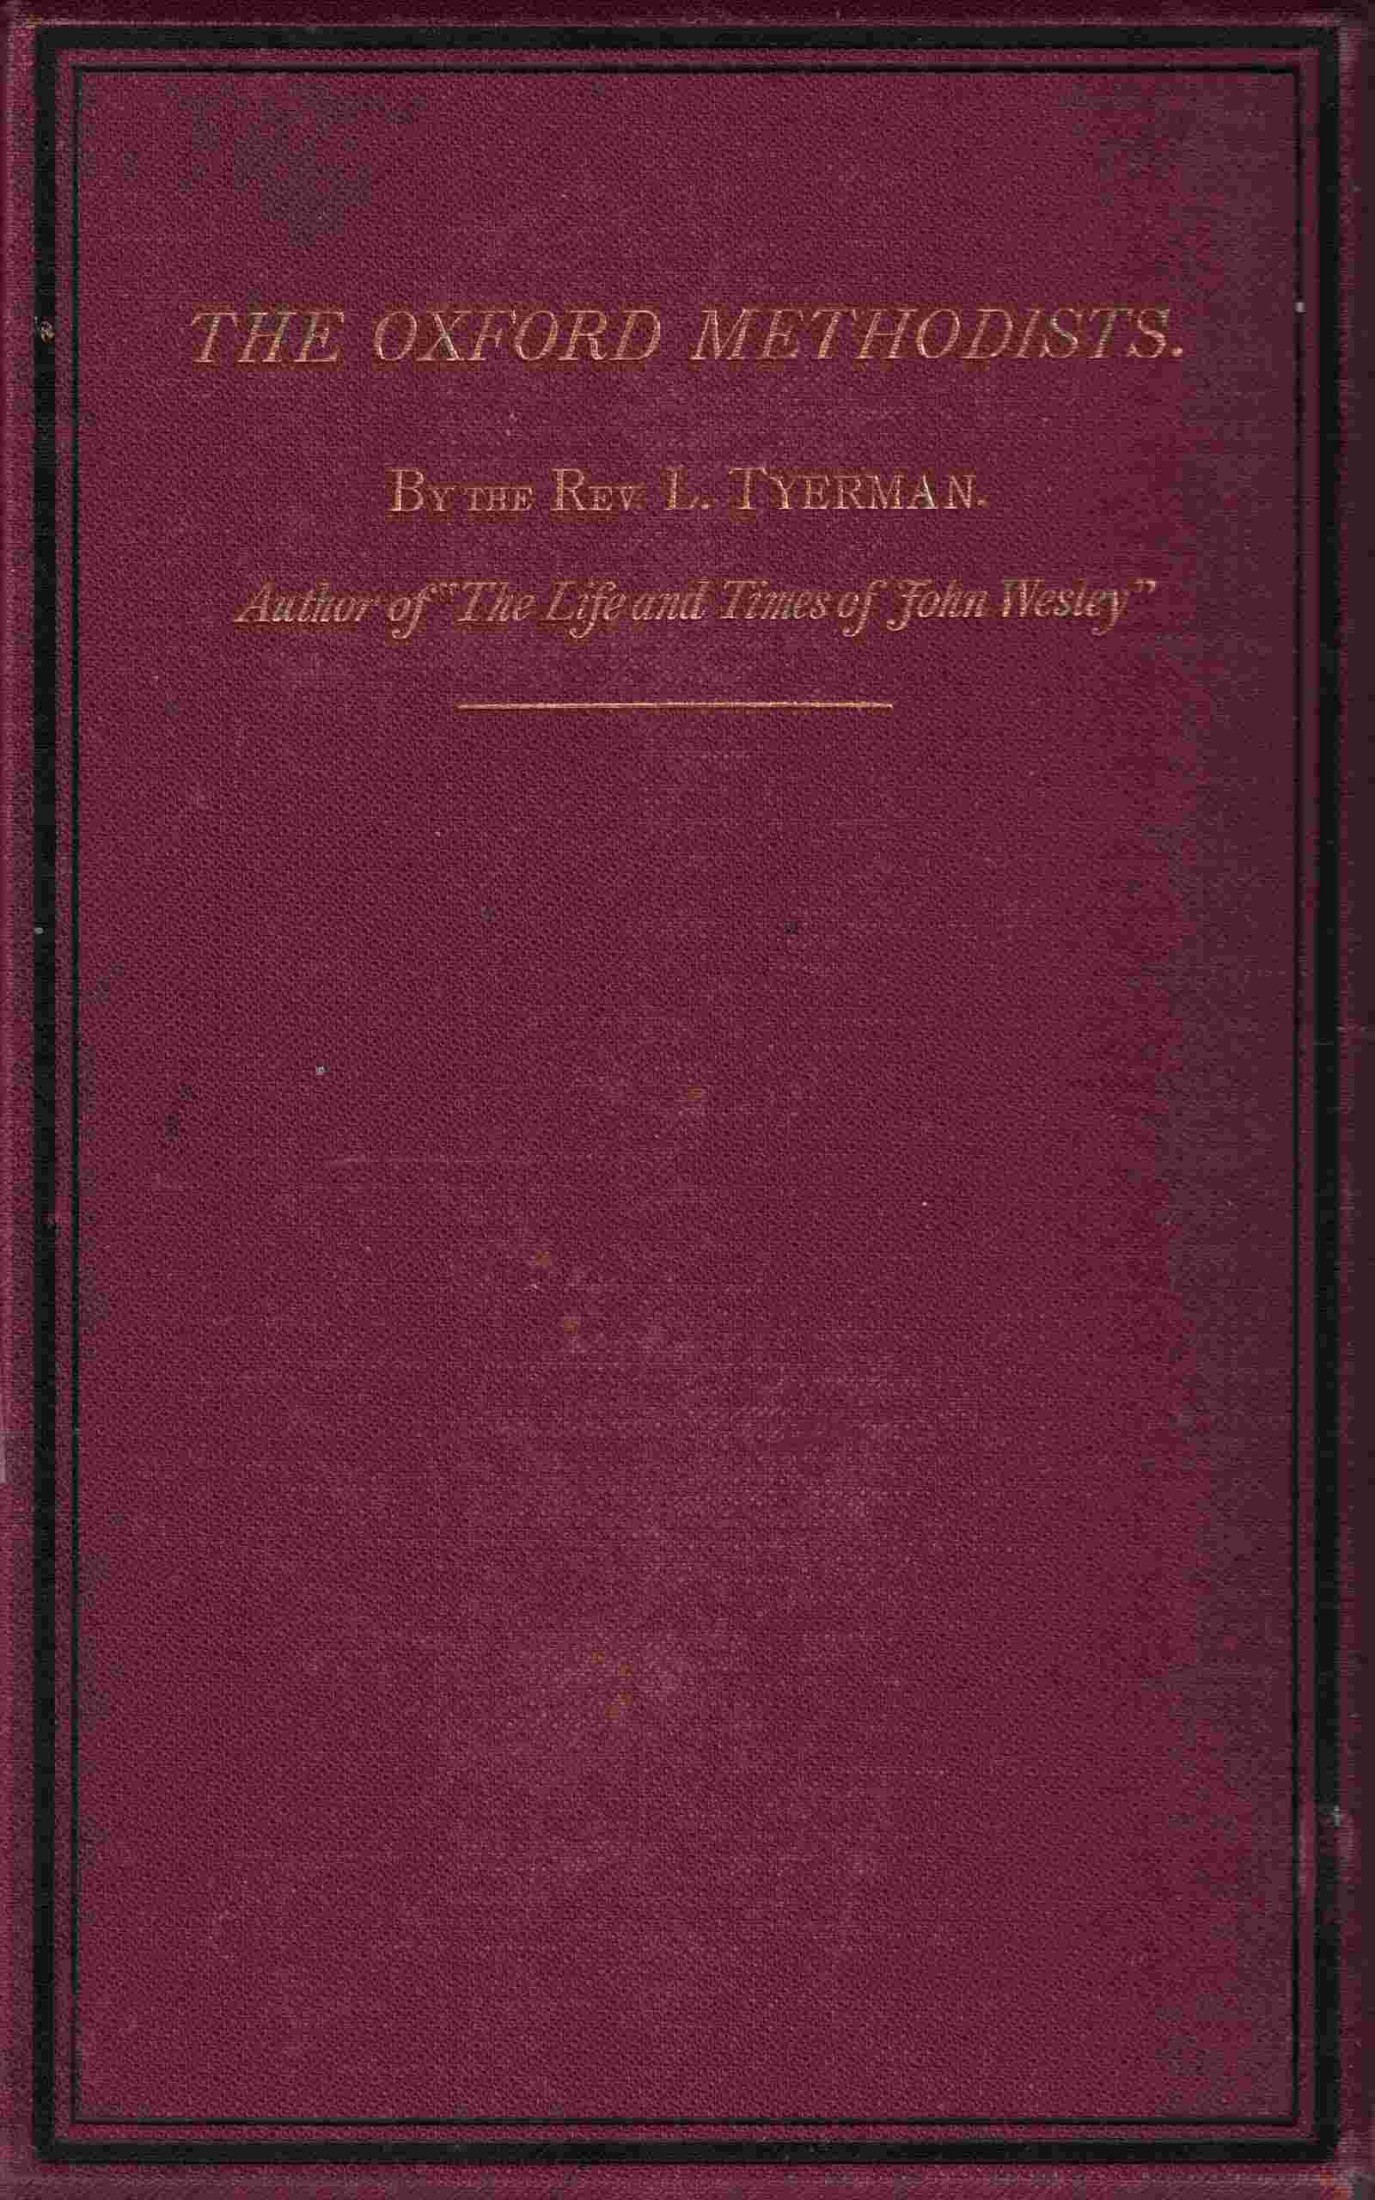 THE OXFORD METHODISTS.
BY THE REV. L. TYERMAN.
Author of "The Life and Times of John Wesley"